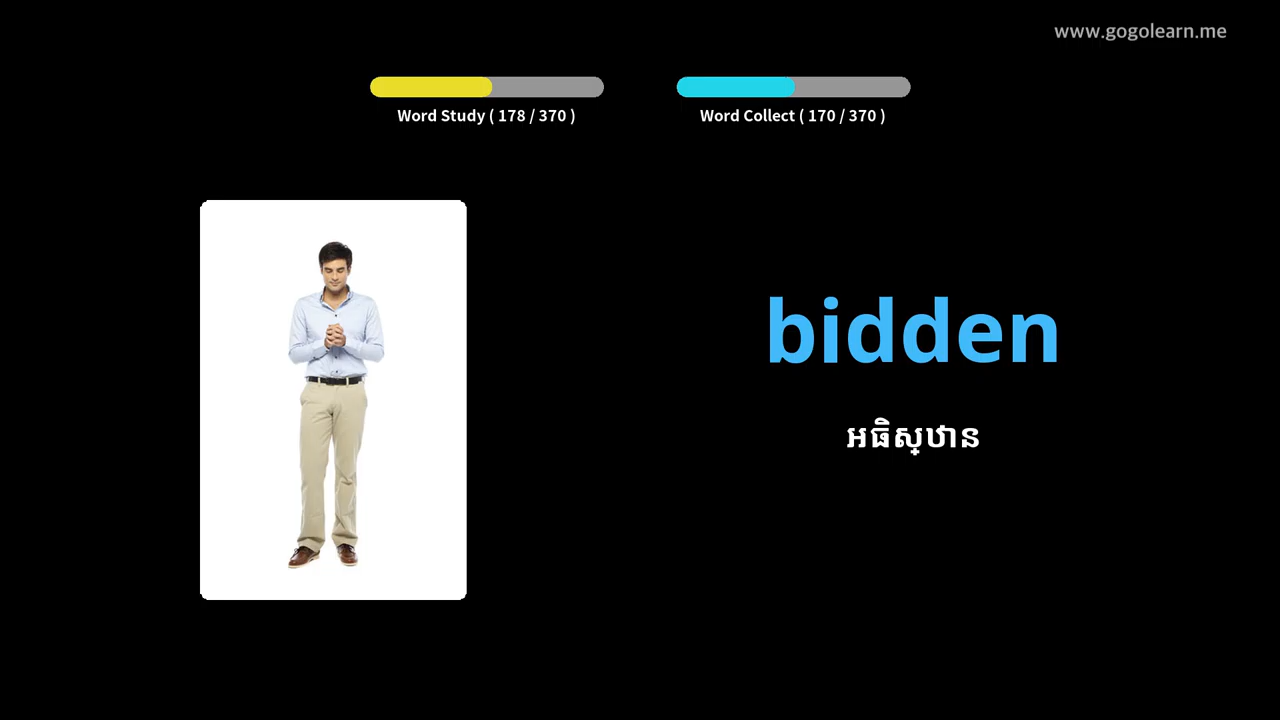 www.gogolearn.me
Word Study ( 178 / 370 )
Word Collect ( 170 / 370 )
bidden
អធិស្ឋាន